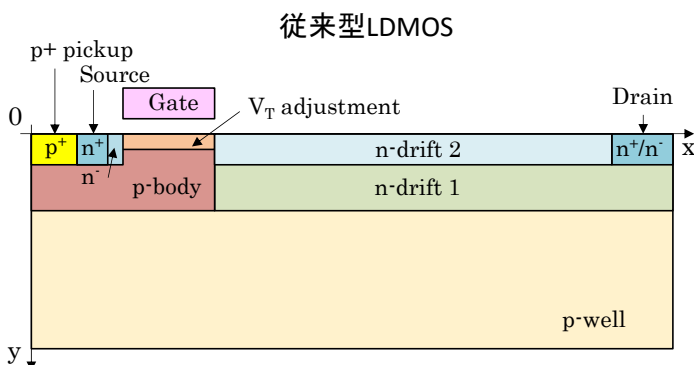 従来型LDMOS
p+ pickup
Source
Gate
V_T adjustment
Drain
0
p⁺
n⁺
n⁻
p-body
n-drift 2
n⁺/n⁻
x
n-drift 1
p-well
y